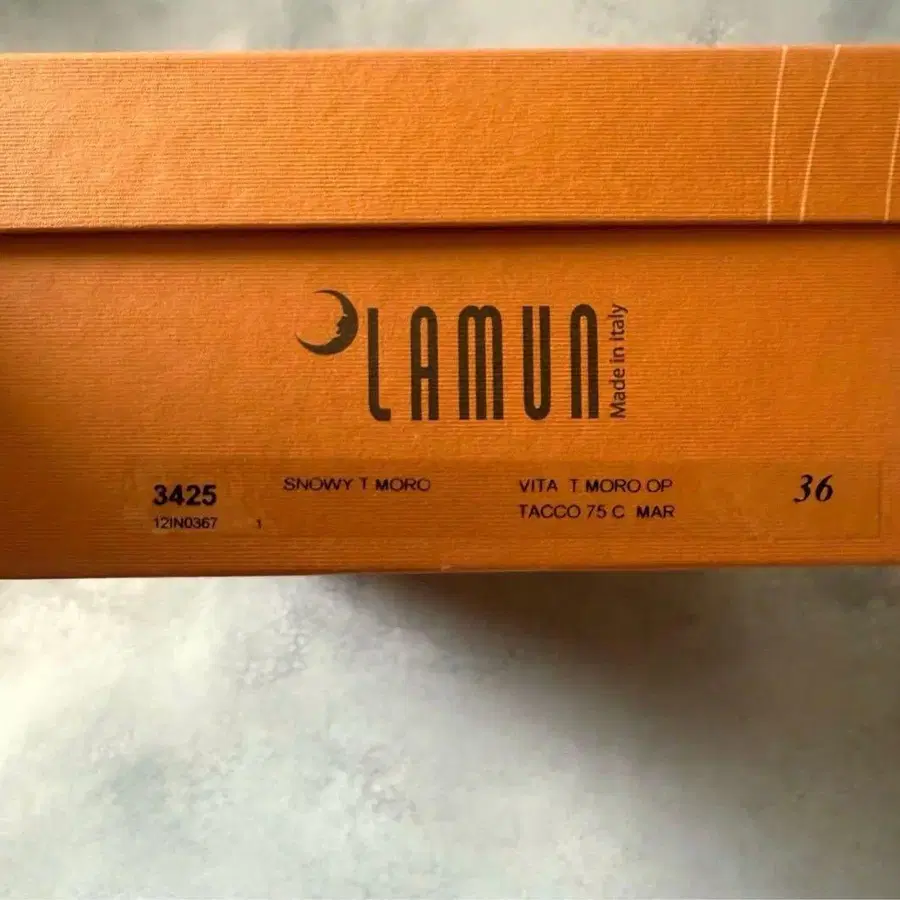 LAMUN
Made in Italy
3425 SNOWY T MORO VITA T MORO OP 36
12IN0367 1 TACCO 75 C MAR